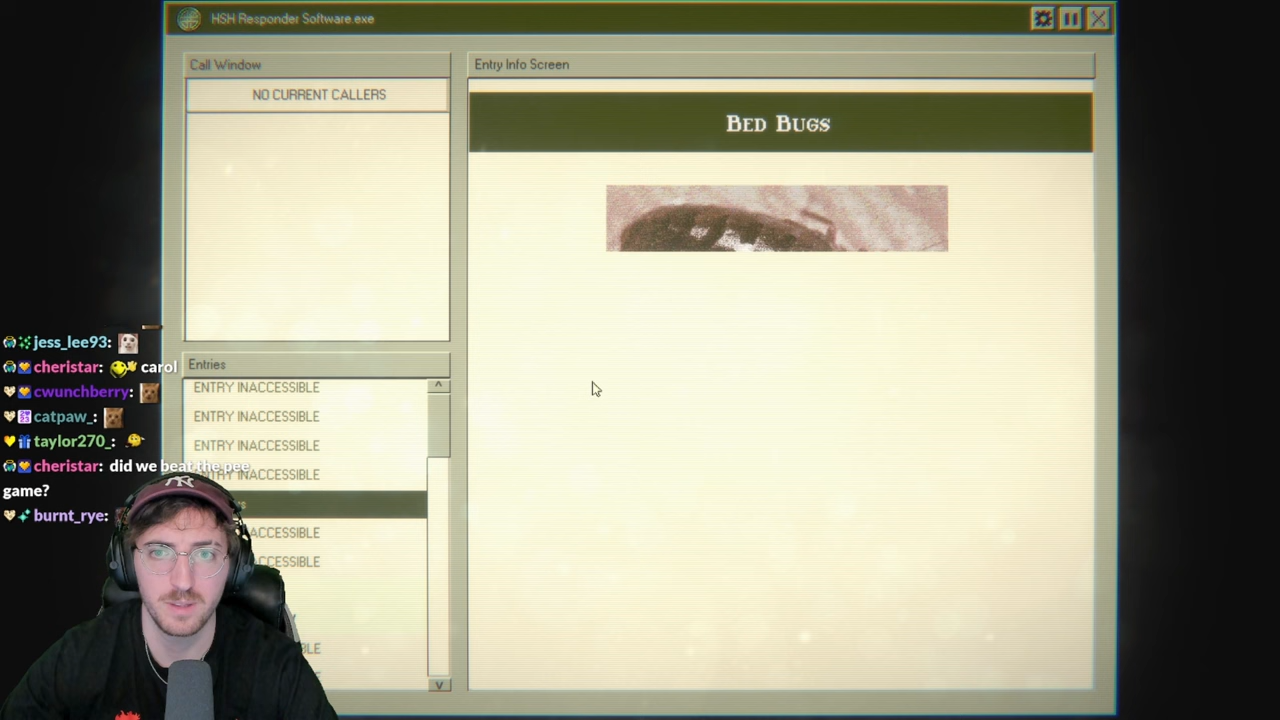 HSH Responder Software.exe
Call Window
NO CURRENT CALLERS
Entry Info Screen
BED BUGS
Entries
ENTRY INACCESSIBLE
ENTRY INACCESSIBLE
ENTRY INACCESSIBLE
INACCESSIBLE
jess_lee93:
cheristar: carol
cwunchberry:
catpaw_:
taylor270_:
cheristar: did we beat the pee
game?
burnt_rye: